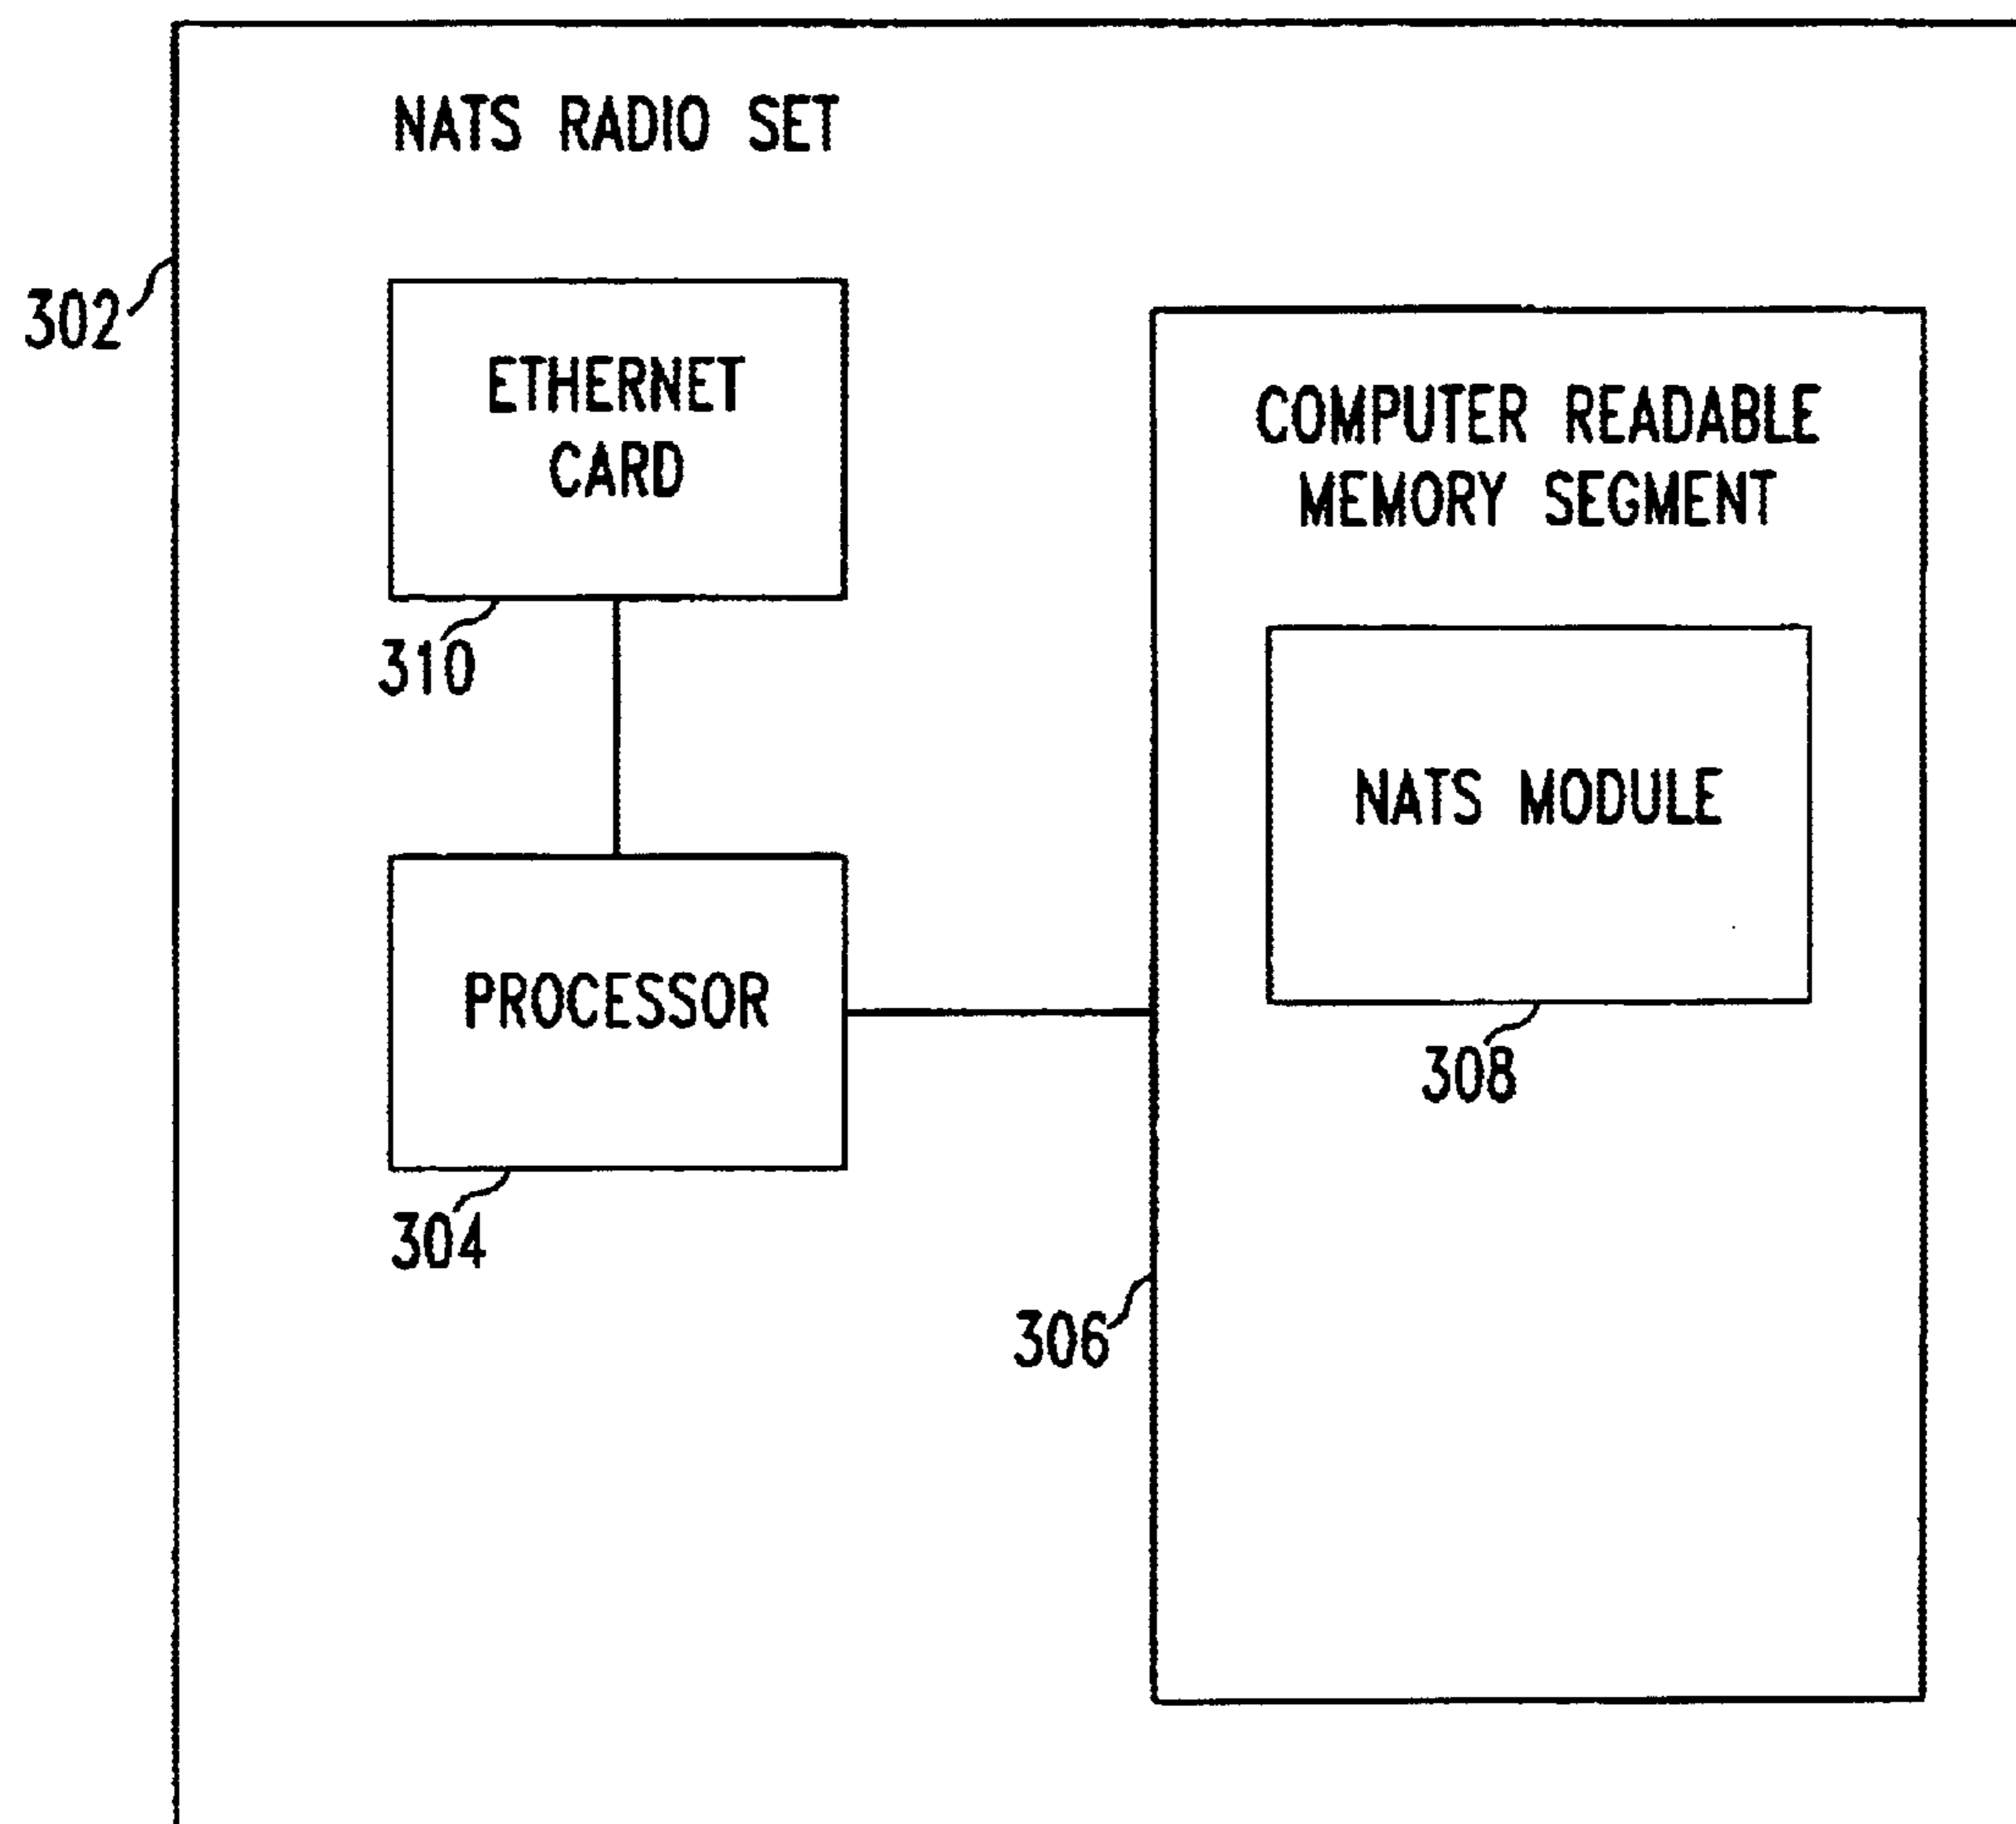 NATS RADIO SET
302
ETHERNET
CARD
310
COMPUTER READABLE
MEMORY SEGMENT
NATS MODULE
308
PROCESSOR
304
306